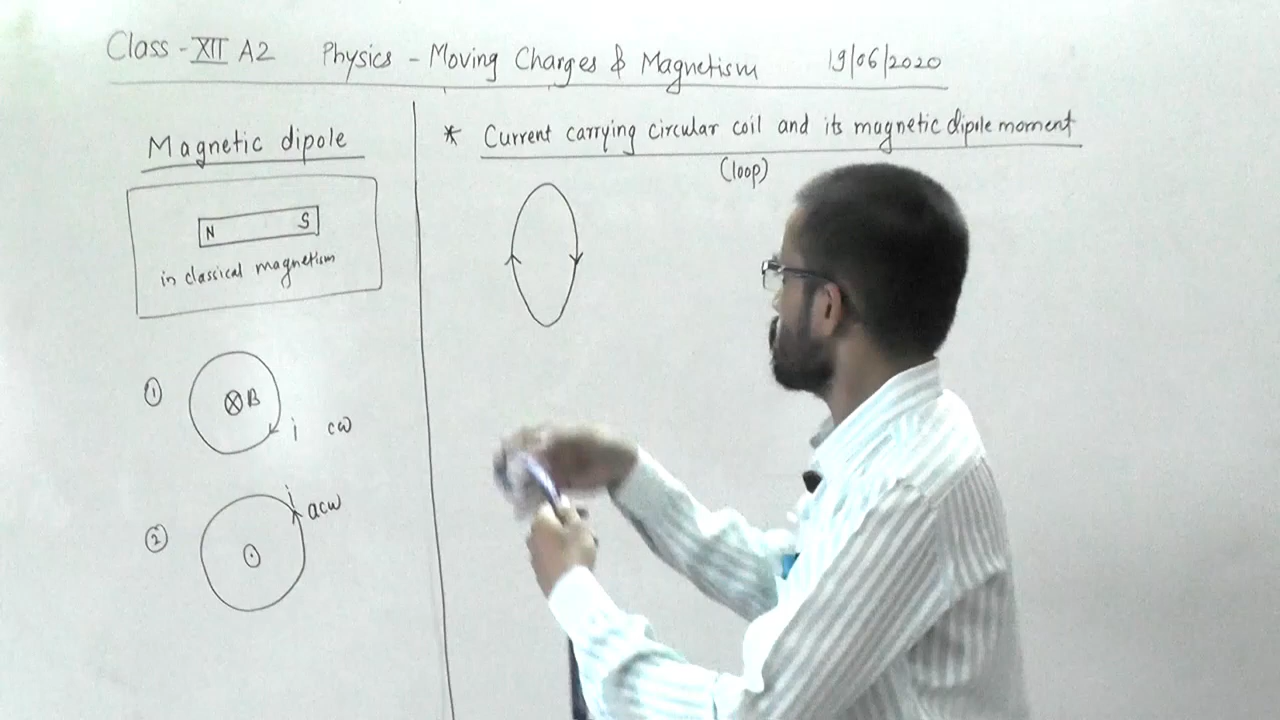 Class - XII A2 Physics - Moving Charges & Magnetism 19/06/2020
Magnetic dipole
N S
in classical magnetism
1 B
i cw
i
2 acw
* Current carrying circular coil and its magnetic dipole moment
(loop)